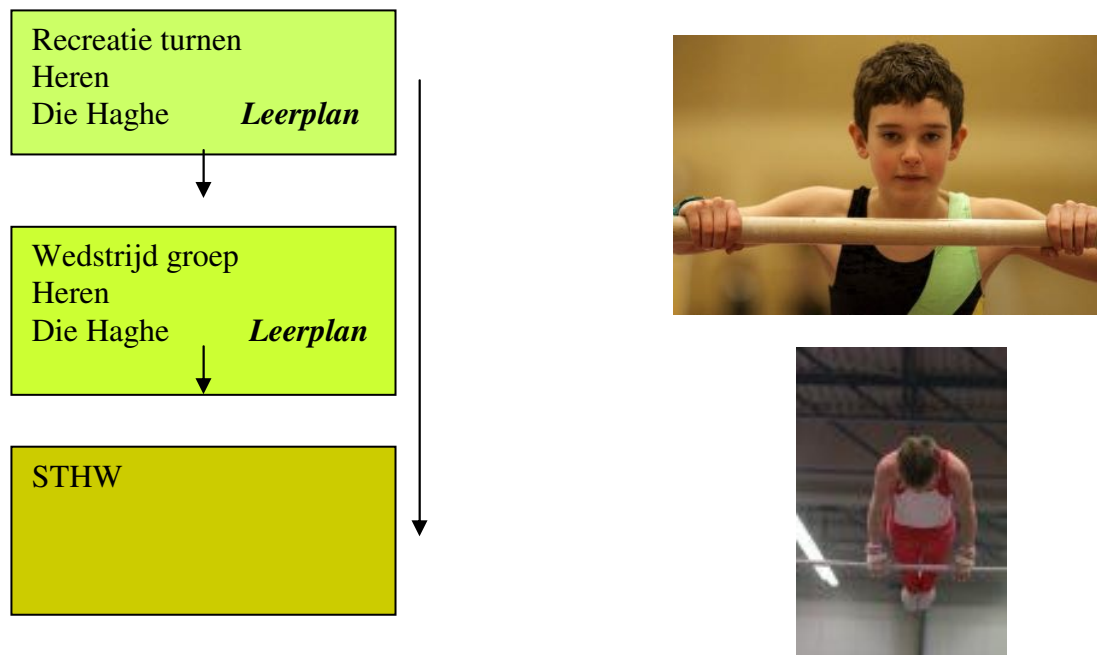 Recreatie turnen
Heren
Die Haghe Leerplan
Wedstrijd groep
Heren
Die Haghe Leerplan
STHW